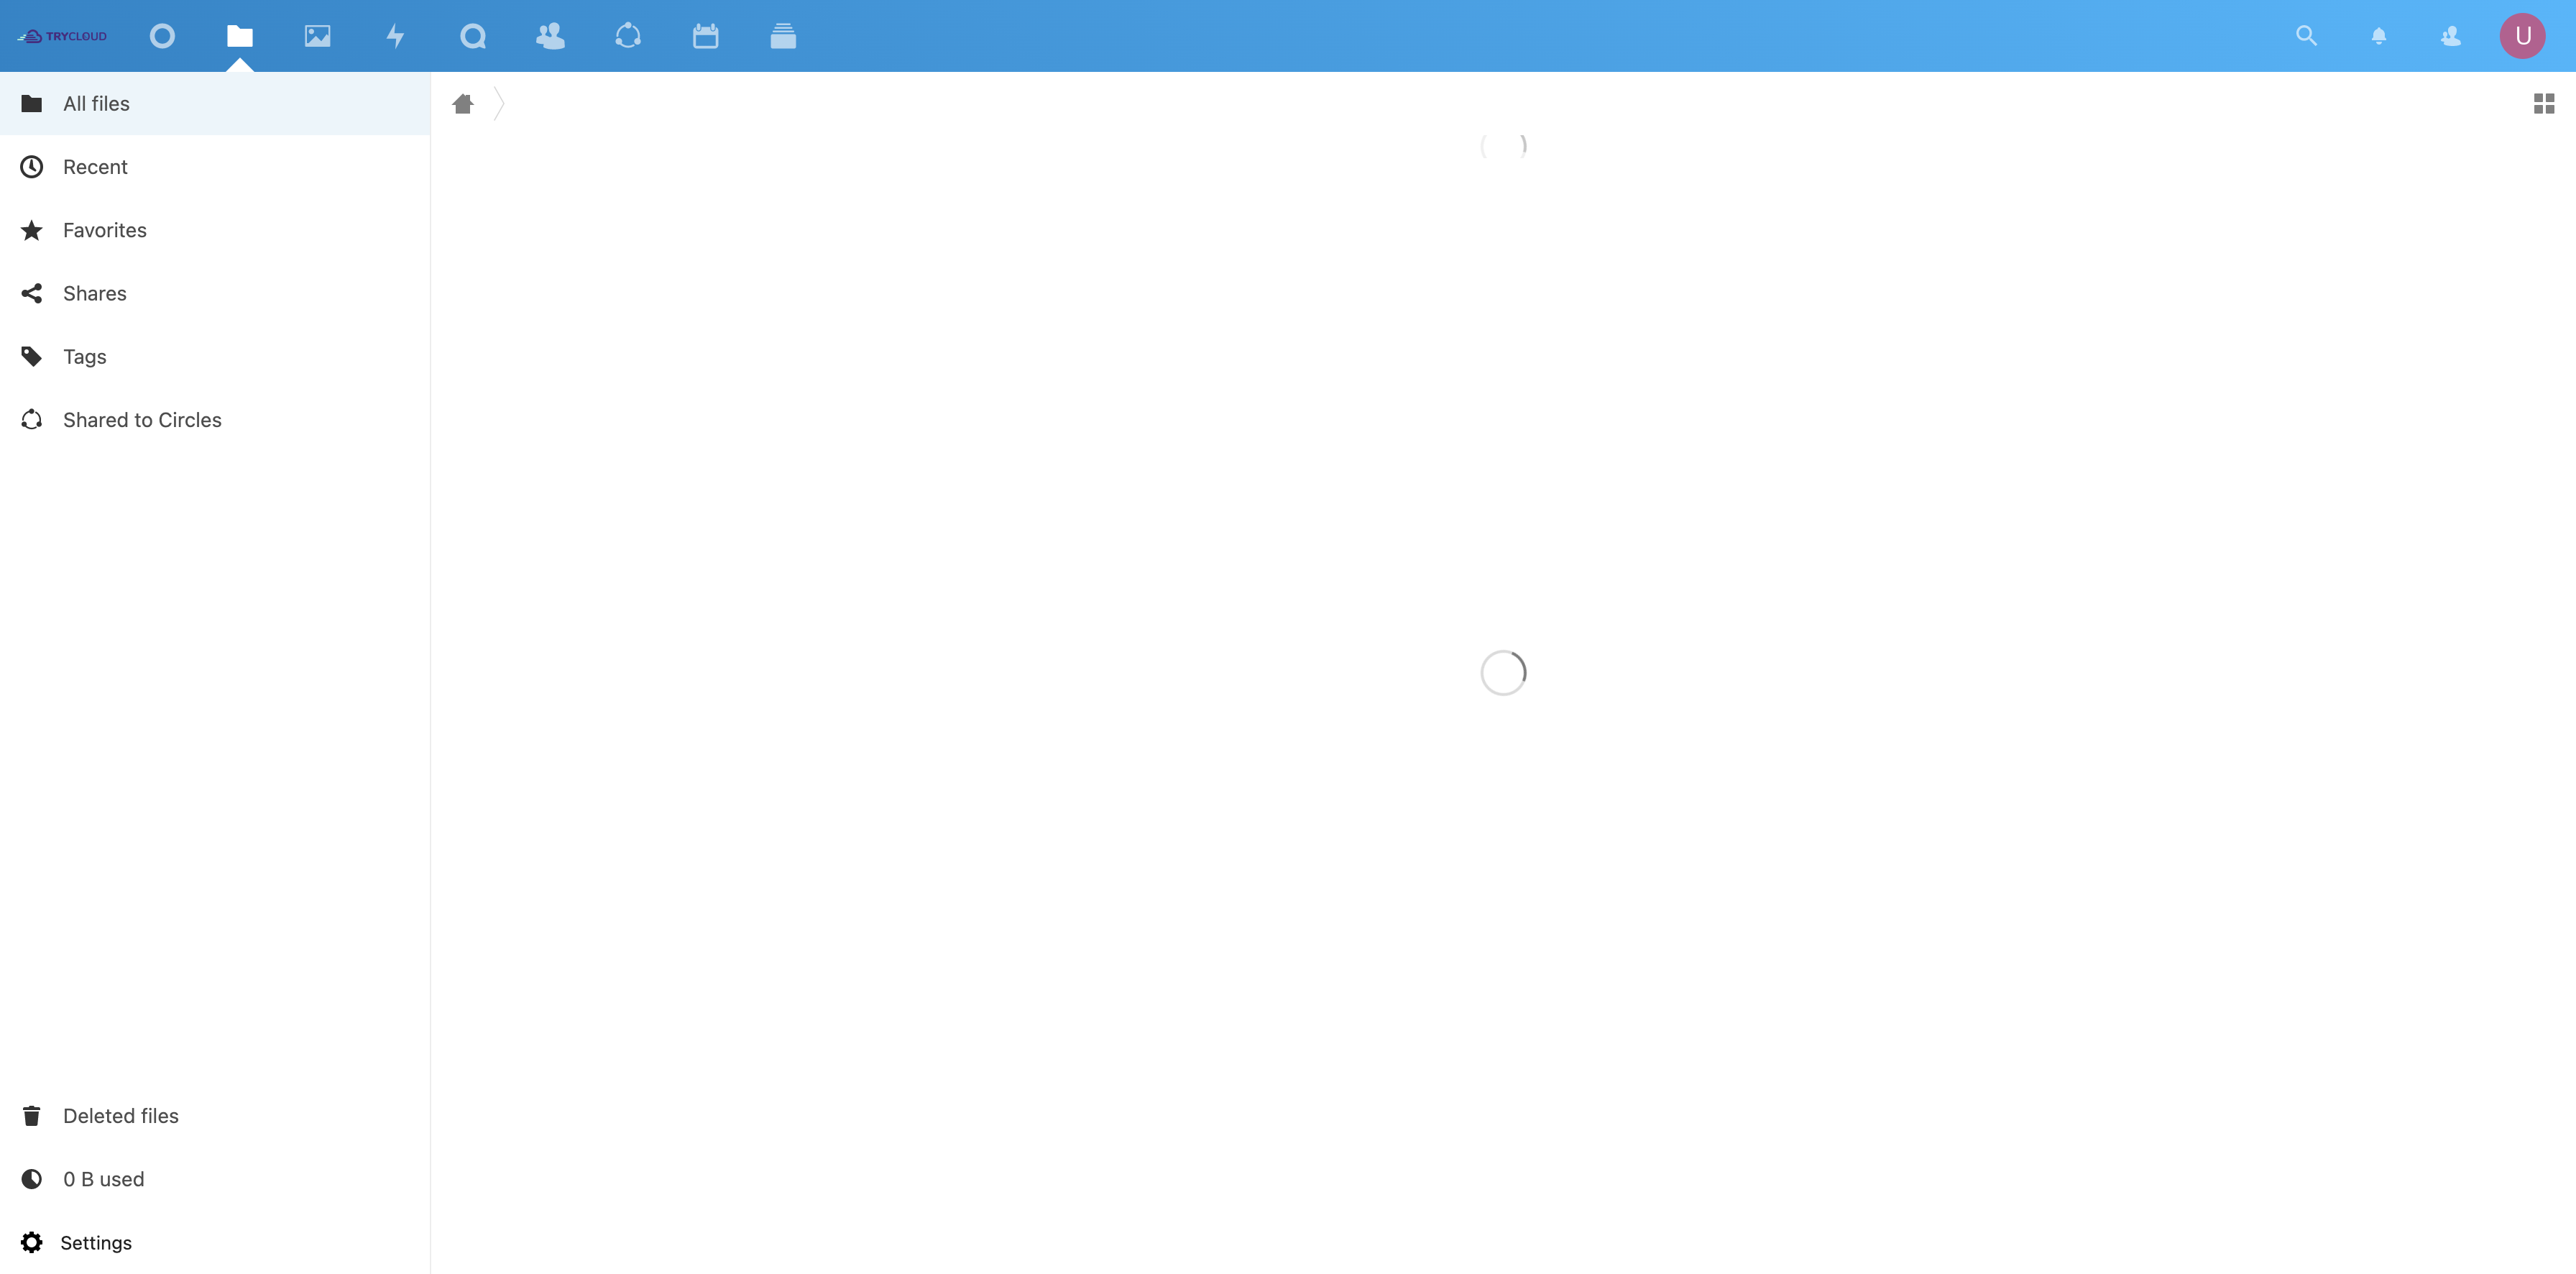 TRYCLOUD
U
All files
Recent
Favorites
Shares
Tags
Shared to Circles
Deleted files
0 B used
Settings